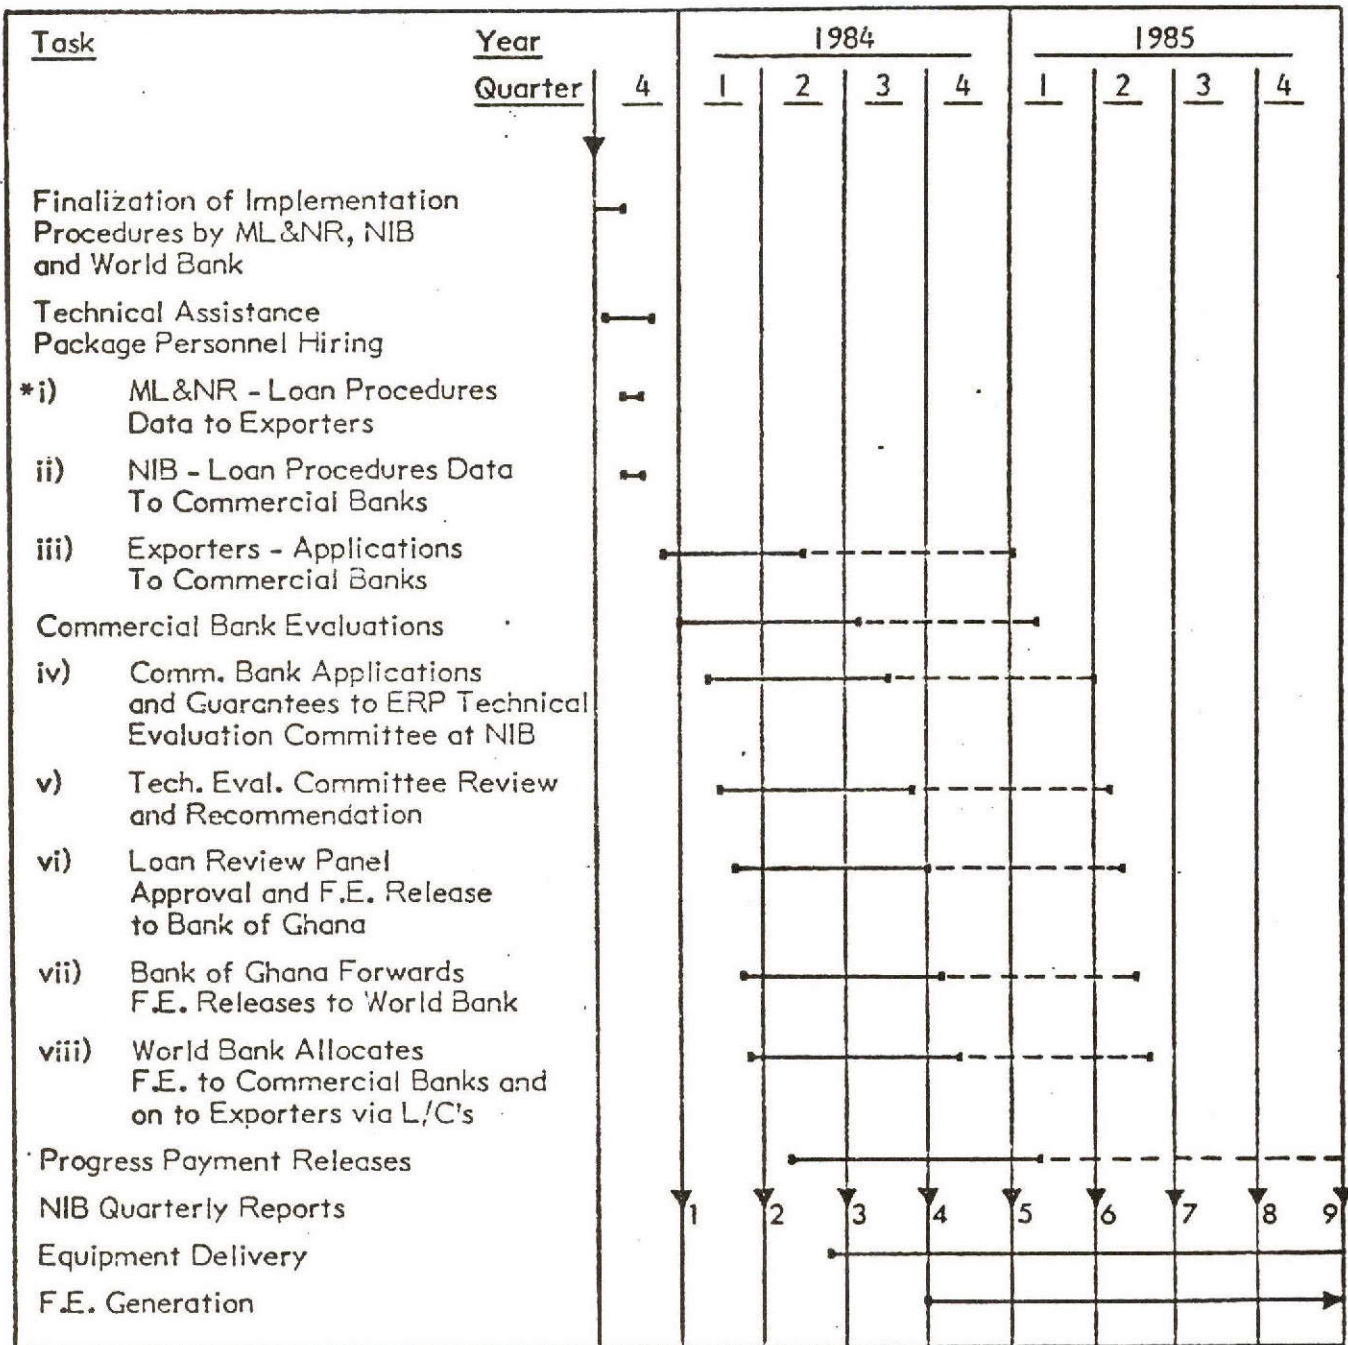 Task Year 1984 1985
Quarter 4 1 2 3 4 1 2 3 4
Finalization of Implementation
Procedures by ML&NR, NIB
and World Bank
Technical Assistance
Package Personnel Hiring
*i) ML&NR - Loan Procedures
Data to Exporters
ii) NIB - Loan Procedures Data
To Commercial Banks
iii) Exporters - Applications
To Commercial Banks
Commercial Bank Evaluations
iv) Comm. Bank Applications
and Guarantees to ERP Technical
Evaluation Committee at NIB
v) Tech. Eval. Committee Review
and Recommendation
vi) Loan Review Panel
Approval and F.E. Release
to Bank of Ghana
vii) Bank of Ghana Forwards
F.E. Releases to World Bank
viii) World Bank Allocates
F.E. to Commercial Banks and
on to Exporters via L/C's
Progress Payment Releases
NIB Quarterly Reports 1 2 3 4 5 6 7 8 9
Equipment Delivery
F.E. Generation